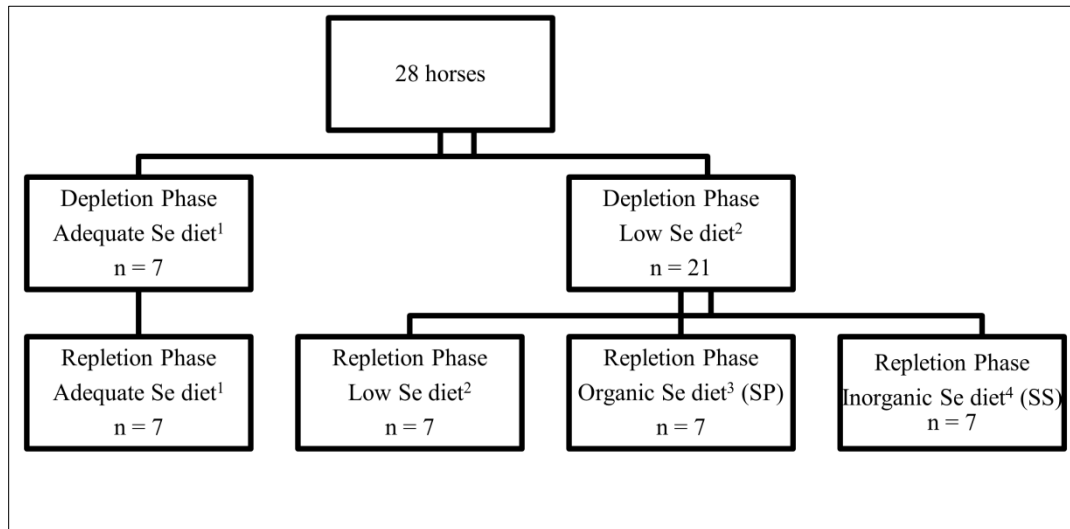 28 horses
Depletion Phase
Adequate Se diet¹
n = 7
Depletion Phase
Low Se diet²
n = 21
Repletion Phase
Adequate Se diet¹
n = 7
Repletion Phase
Low Se diet²
n = 7
Repletion Phase
Organic Se diet³ (SP)
n = 7
Repletion Phase
Inorganic Se diet⁴ (SS)
n = 7